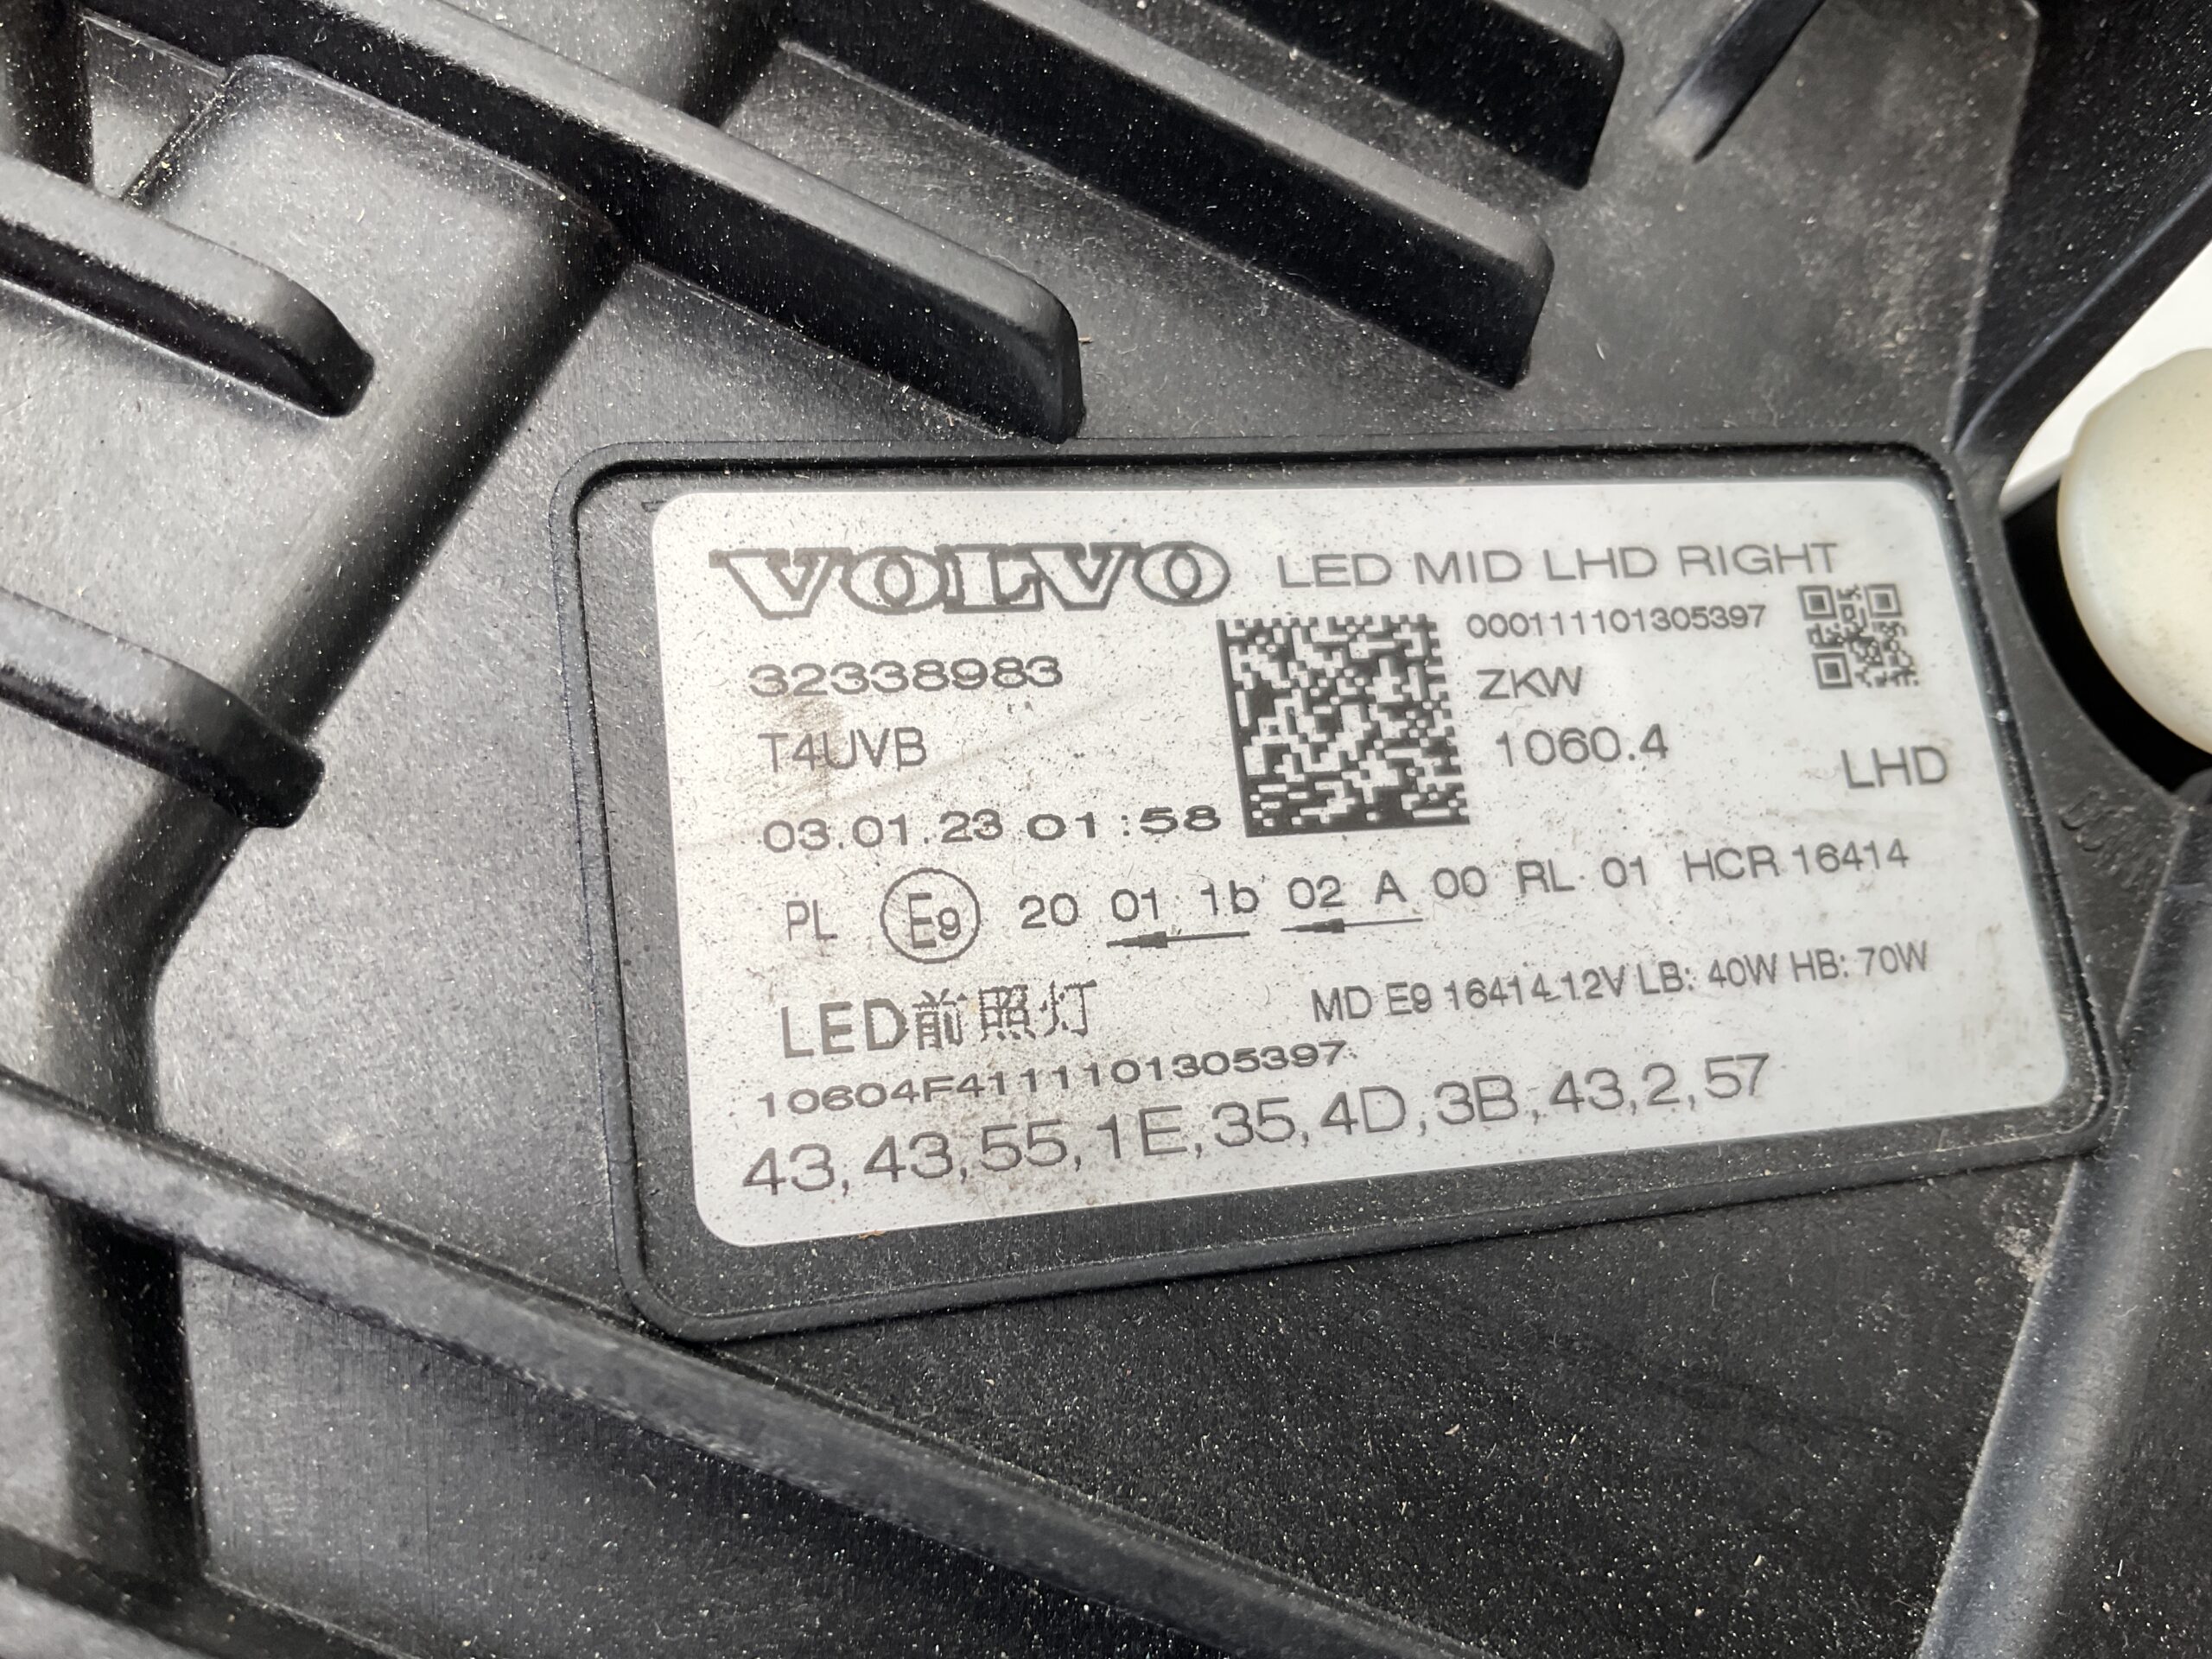 VOLVO LED MID LHD RIGHT
32338983 000111101305397
ZKW
T4UVB 1060.4 LHD
03.01.23 01:58
PL E9 20 01 1b 02 A 00 RL 01 HCR 16414
LED前照灯 MD E9 16414 12V LB: 40W HB: 70W
10604F4111101305397
43,43,55,1E,35,4D,3B,43,2,57